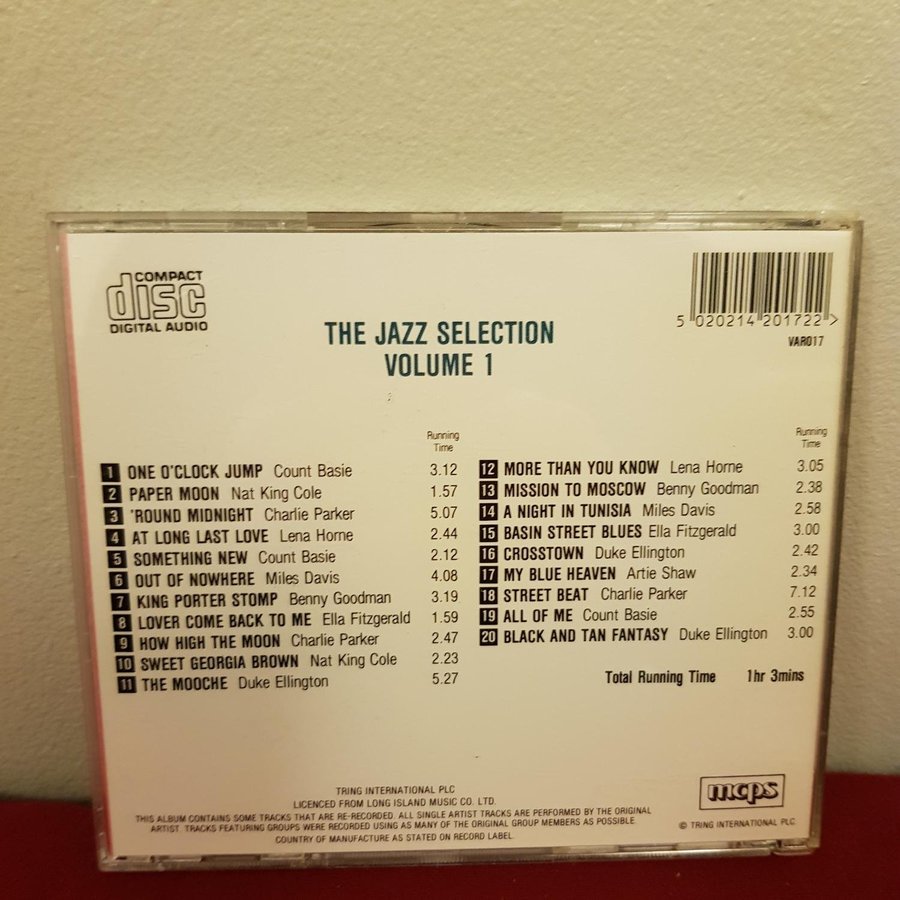 COMPACT
disc
DIGITAL AUDIO
5 020214 201722 >
VAR017
THE JAZZ SELECTION
VOLUME 1
Running
Time
1 ONE O'CLOCK JUMP Count Basie 3.12
2 PAPER MOON Nat King Cole 1.57
3 'ROUND MIDNIGHT Charlie Parker 5.07
4 AT LONG LAST LOVE Lena Horne 2.44
5 SOMETHING NEW Count Basie 2.12
6 OUT OF NOWHERE Miles Davis 4.08
7 KING PORTER STOMP Benny Goodman 3.19
8 LOVER COME BACK TO ME Ella Fitzgerald 1.59
9 HOW HIGH THE MOON Charlie Parker 2.47
10 SWEET GEORGIA BROWN Nat King Cole 2.23
11 THE MOOCHE Duke Ellington 5.27
Running
Time
12 MORE THAN YOU KNOW Lena Horne 3.05
13 MISSION TO MOSCOW Benny Goodman 2.38
14 A NIGHT IN TUNISIA Miles Davis 2.58
15 BASIN STREET BLUES Ella Fitzgerald 3.00
16 CROSSTOWN Duke Ellington 2.42
17 MY BLUE HEAVEN Artie Shaw 2.34
18 STREET BEAT Charlie Parker 7.12
19 ALL OF ME Count Basie 2.55
20 BLACK AND TAN FANTASY Duke Ellington 3.00
Total Running Time 1hr 3mins
TRING INTERNATIONAL PLC
LICENCED FROM LONG ISLAND MUSIC CO. LTD.
THIS ALBUM CONTAINS SOME TRACKS THAT ARE RE-RECORDED. ALL SINGLE ARTIST TRACKS ARE PERFORMED BY THE ORIGINAL
ARTIST. TRACKS FEATURING GROUPS WERE RECORDED USING AS MANY OF THE ORIGINAL GROUP MEMBERS AS POSSIBLE.
COUNTRY OF MANUFACTURE AS STATED ON RECORD LABEL.
mcps
© TRING INTERNATIONAL PLC.